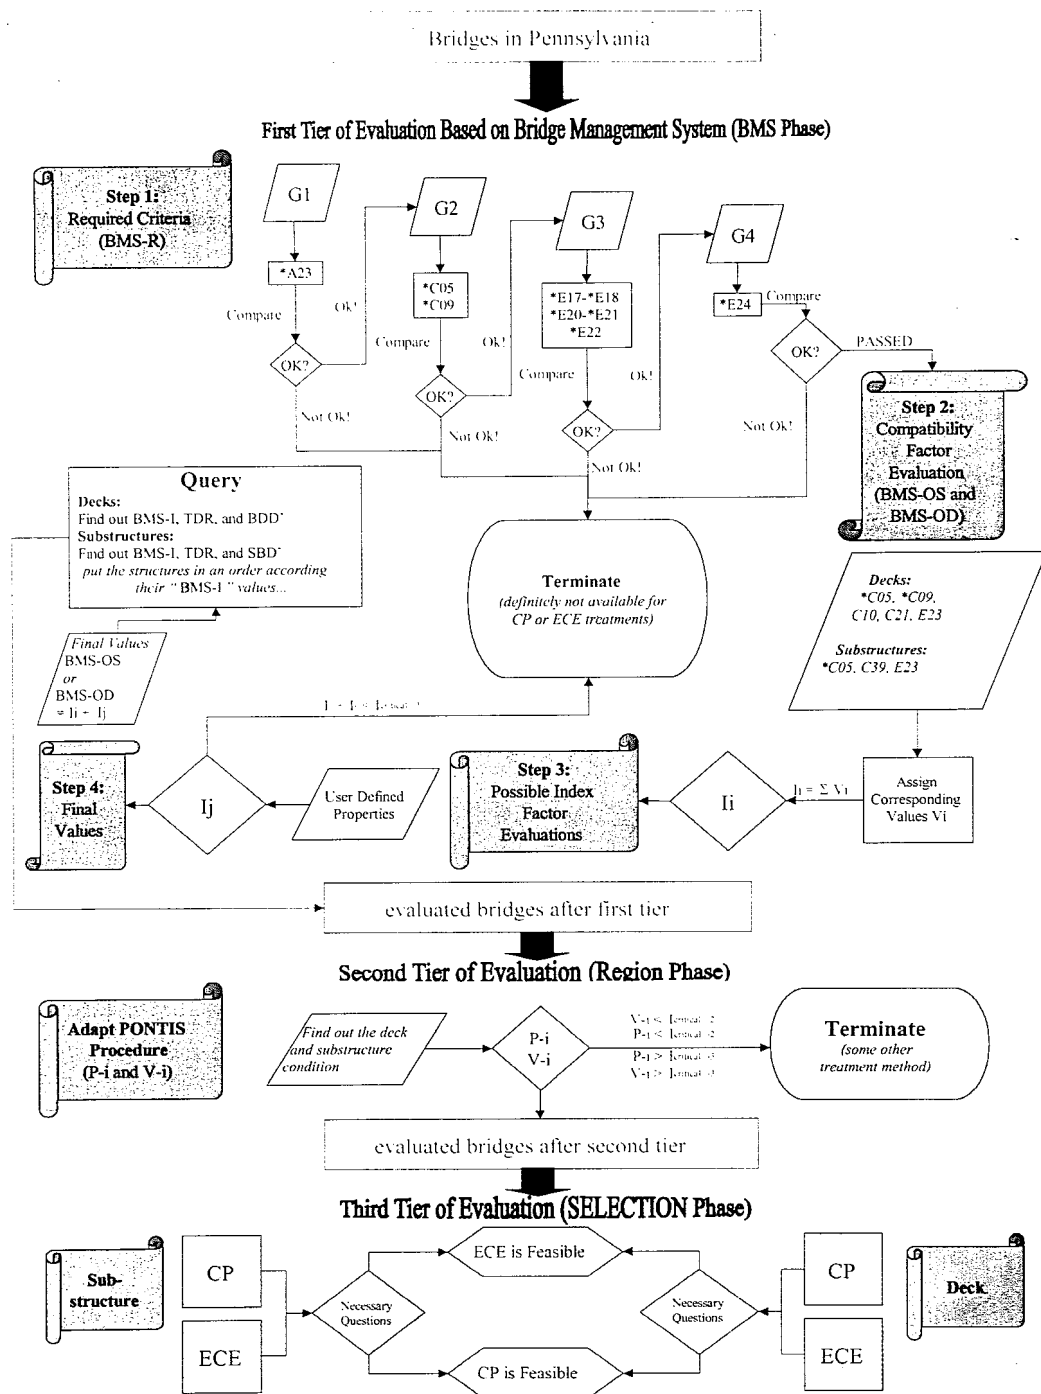 Bridges in Pennsylvania
First Tier of Evaluation Based on Bridge Management System (BMS Phase)
Step 1:
Required Criteria
(BMS-R)
G1
*A23
Compare
OK?
Ok!
Not Ok!
G2
*C05
*C09
Compare
OK?
Ok!
Not Ok!
G3
*E17-*E18
*E20-*E21
*E22
Compare
OK?
Ok!
Not Ok!
G4
*E24
Compare
OK?
PASSED
Not Ok!
Step 2:
Compatibility
Factor
Evaluation
(BMS-OS and
BMS-OD)
Query
Decks:
Find out BMS-I, TDR, and BDD
Substructures:
Find out BMS-I, TDR, and SBD
put the structures in an order according
their "BMS-I" values...
Final Values
BMS-OS
or
BMS-OD
= Ii + Ij
Terminate
(definitely not available for
CP or ECE treatments)
Decks:
*C05, *C09,
C10, C21, E23
Substructures:
*C05, C39, E23
Assign
Corresponding
Values Vi
Ii = Σ Vi
Ii
Step 3:
Possible Index
Factor
Evaluations
User Defined
Properties
Ij
Step 4:
Final
Values
evaluated bridges after first tier
Second Tier of Evaluation (Region Phase)
Adapt PONTIS
Procedure
(P-i and V-i)
Find out the deck
and substructure
condition
P-i
V-i
V-i < Icritical -2
P-i < Icritical -2
P-i > Icritical -3
V-i > Icritical -3
Terminate
(some other
treatment method)
evaluated bridges after second tier
Third Tier of Evaluation (SELECTION Phase)
Sub-
structure
CP
ECE
Necessary
Questions
ECE is Feasible
CP is Feasible
Necessary
Questions
CP
ECE
Deck